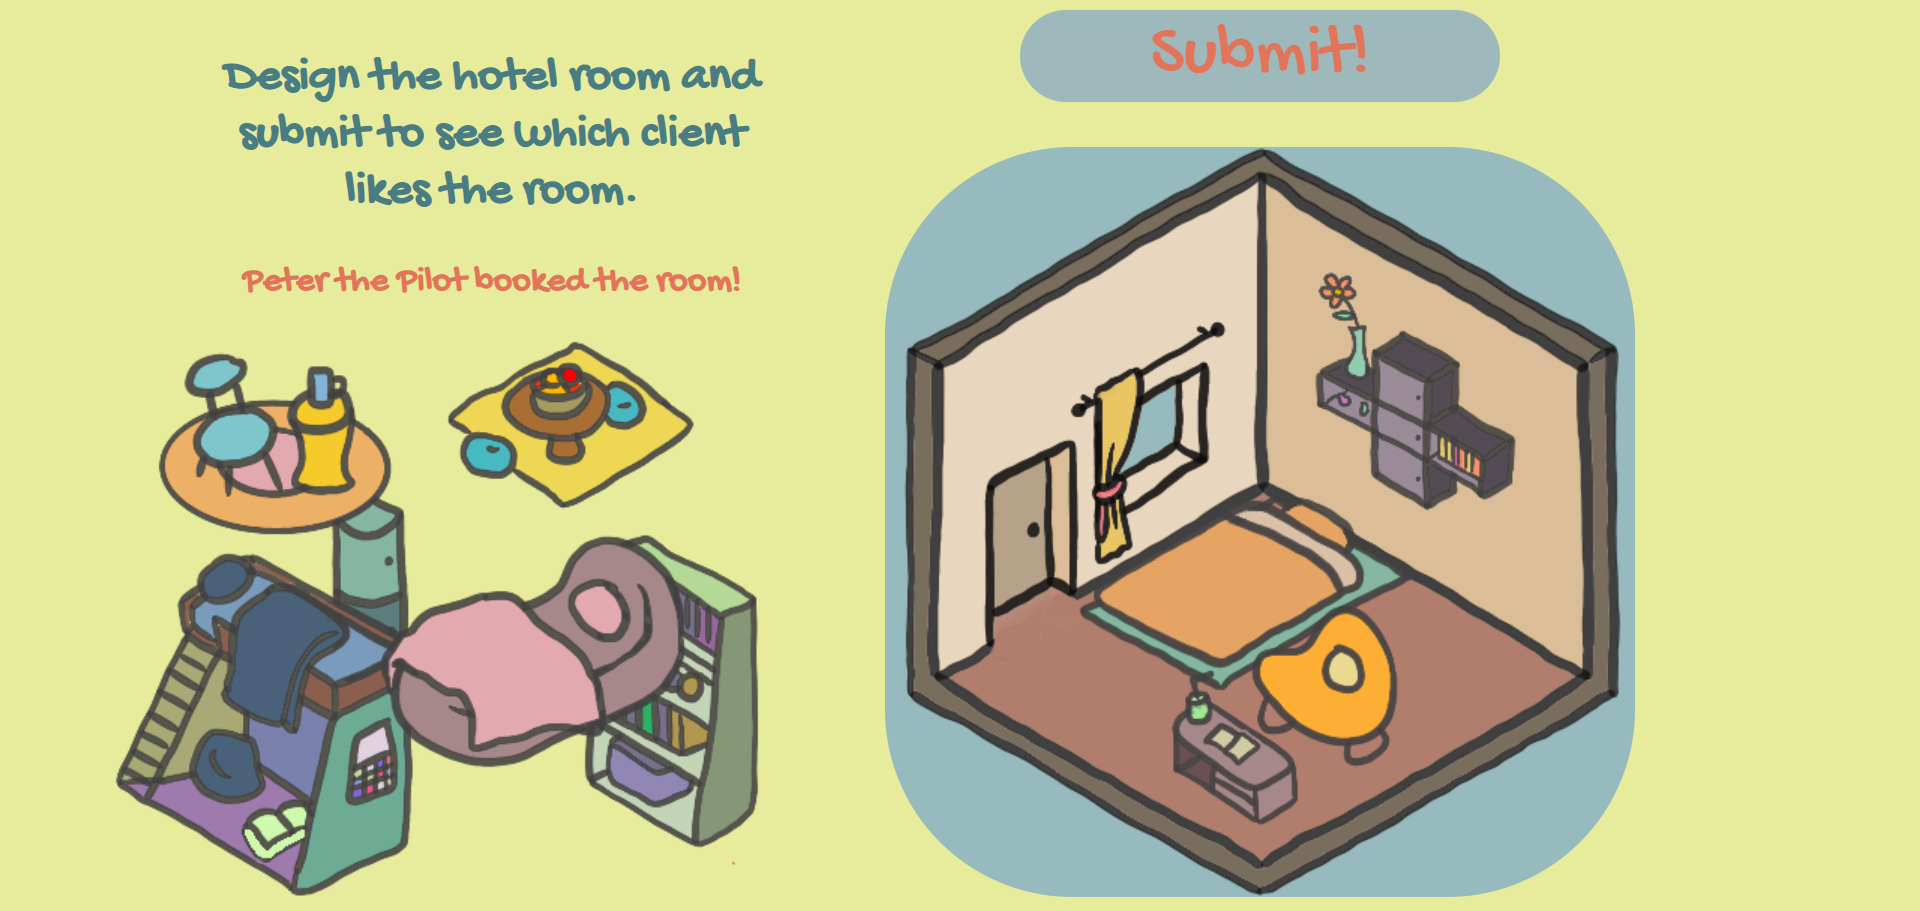 Design the hotel room and
submit to see which client
likes the room.
Peter the Pilot booked the room!
Submit!